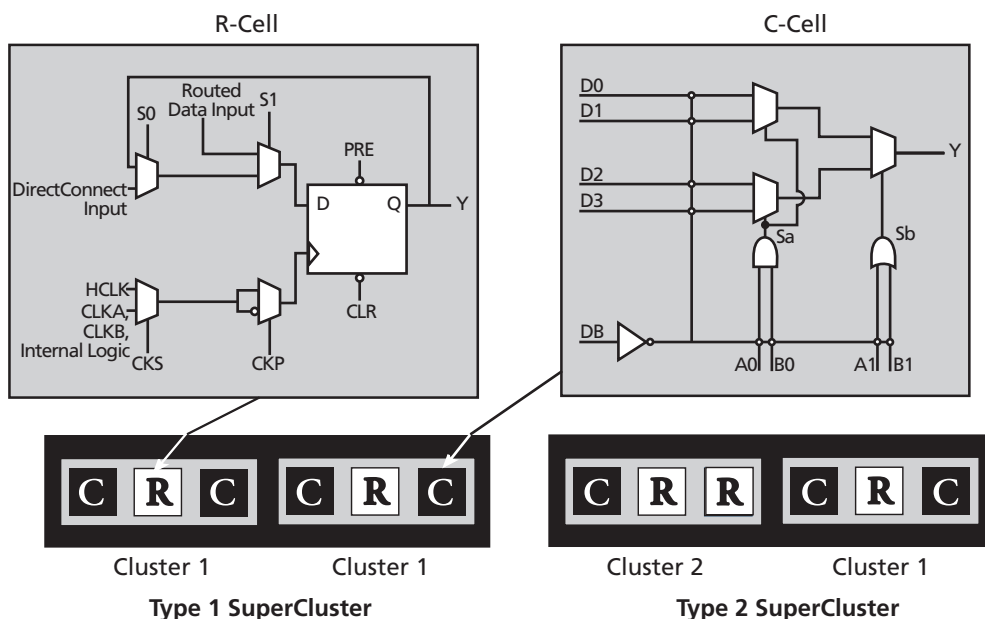 R-Cell
C-Cell
Routed
Data Input
S0
S1
PRE
DirectConnect
Input
D
Q
Y
HCLK
CLKA,
CLKB,
Internal Logic
CKS
CKP
CLR
D0
D1
D2
D3
Y
Sa
Sb
DB
A0
B0
A1
B1
C R C
C R C
C R R
C R C
Cluster 1
Cluster 1
Cluster 2
Cluster 1
Type 1 SuperCluster
Type 2 SuperCluster